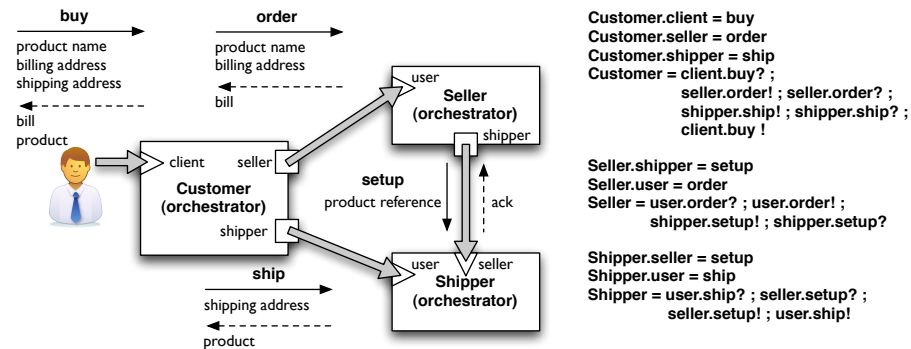 buy
product name
billing address
shipping address
bill
product
order
product name
billing address
bill
client
seller
Customer
(orchestrator)
shipper
user
Seller
(orchestrator)
shipper
setup
product reference
ack
ship
shipping address
product
user
seller
Shipper
(orchestrator)
Customer.client = buy
Customer.seller = order
Customer.shipper = ship
Customer = client.buy? ;
seller.order! ; seller.order? ;
shipper.ship! ; shipper.ship? ;
client.buy !
Seller.shipper = setup
Seller.user = order
Seller = user.order? ; user.order! ;
shipper.setup! ; shipper.setup?
Shipper.seller = setup
Shipper.user = ship
Shipper = user.ship? ; seller.setup? ;
seller.setup! ; user.ship!